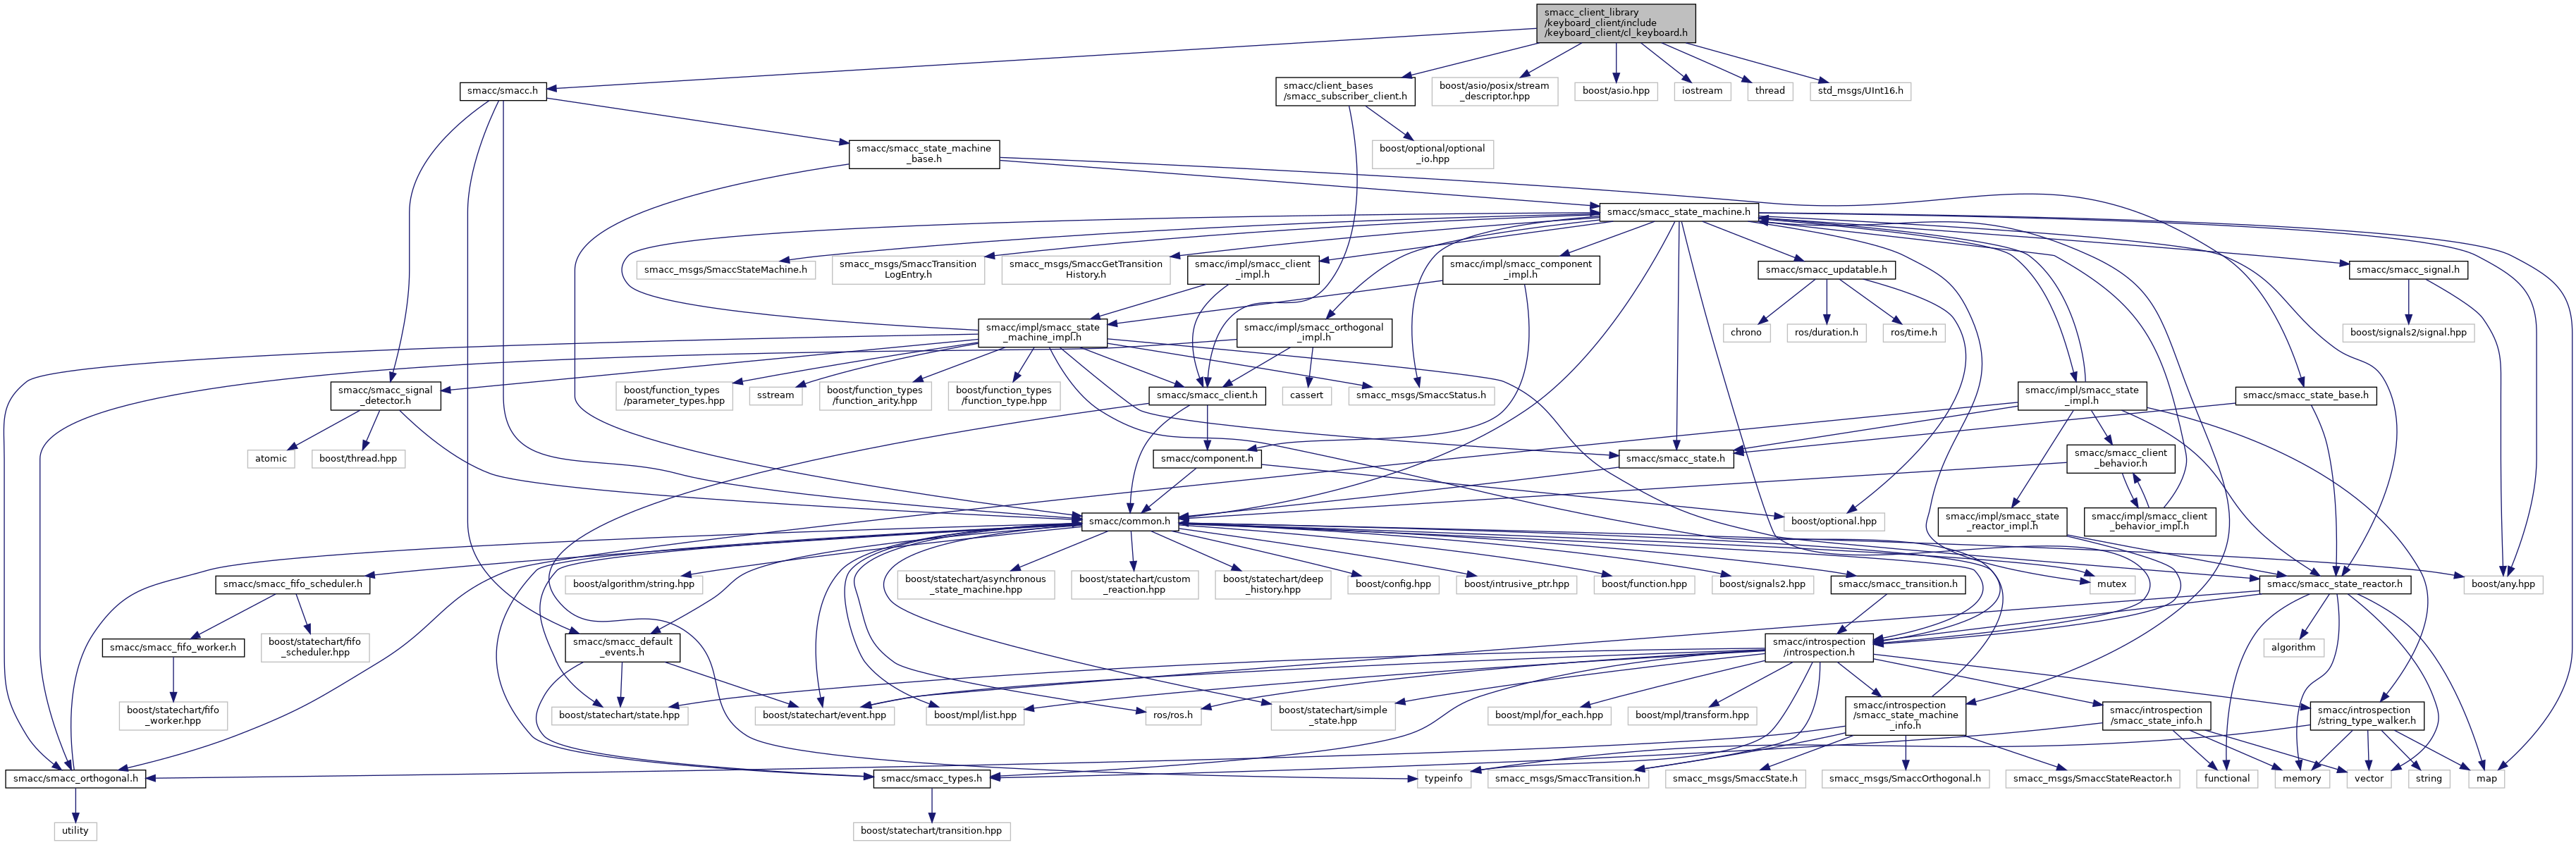 smacc_client_library
/keyboard_client/include
/keyboard_client/cl_keyboard.h
smacc/smacc.h
smacc/client_bases
/smacc_subscriber_client.h
boost/asio/posix/stream
_descriptor.hpp
boost/asio.hpp
iostream
thread
std_msgs/UInt16.h
smacc/smacc_state_machine
_base.h
boost/optional/optional
_io.hpp
smacc/smacc_state_machine.h
smacc_msgs/SmaccStateMachine.h
smacc_msgs/SmaccTransition
LogEntry.h
smacc_msgs/SmaccGetTransition
History.h
smacc/impl/smacc_client
_impl.h
smacc/impl/smacc_component
_impl.h
smacc/smacc_updatable.h
smacc/smacc_signal.h
smacc/impl/smacc_state
_machine_impl.h
smacc/impl/smacc_orthogonal
_impl.h
chrono
ros/duration.h
ros/time.h
boost/signals2/signal.hpp
smacc/smacc_signal
_detector.h
boost/function_types
/parameter_types.hpp
sstream
boost/function_types
/function_arity.hpp
boost/function_types
/function_type.hpp
smacc/smacc_client.h
cassert
smacc_msgs/SmaccStatus.h
smacc/impl/smacc_state
_impl.h
smacc/smacc_state_base.h
atomic
boost/thread.hpp
smacc/component.h
smacc/smacc_state.h
smacc/smacc_client
_behavior.h
smacc/common.h
boost/optional.hpp
smacc/impl/smacc_state
_reactor_impl.h
smacc/impl/smacc_client
_behavior_impl.h
smacc/smacc_fifo_scheduler.h
boost/algorithm/string.hpp
boost/statechart/asynchronous
_state_machine.hpp
boost/statechart/custom
_reaction.hpp
boost/statechart/deep
_history.hpp
boost/config.hpp
boost/intrusive_ptr.hpp
boost/function.hpp
boost/signals2.hpp
smacc/smacc_transition.h
mutex
smacc/smacc_state_reactor.h
boost/any.hpp
smacc/smacc_fifo_worker.h
boost/statechart/fifo
_scheduler.hpp
smacc/smacc_default
_events.h
smacc/introspection
/introspection.h
algorithm
boost/statechart/fifo
_worker.hpp
boost/statechart/state.hpp
boost/statechart/event.hpp
boost/mpl/list.hpp
ros/ros.h
boost/statechart/simple
_state.hpp
boost/mpl/for_each.hpp
boost/mpl/transform.hpp
smacc/introspection
/smacc_state_machine
_info.h
smacc/introspection
/smacc_state_info.h
smacc/introspection
/string_type_walker.h
smacc/smacc_orthogonal.h
smacc/smacc_types.h
typeinfo
smacc_msgs/SmaccTransition.h
smacc_msgs/SmaccState.h
smacc_msgs/SmaccOrthogonal.h
smacc_msgs/SmaccStateReactor.h
functional
memory
vector
string
map
utility
boost/statechart/transition.hpp